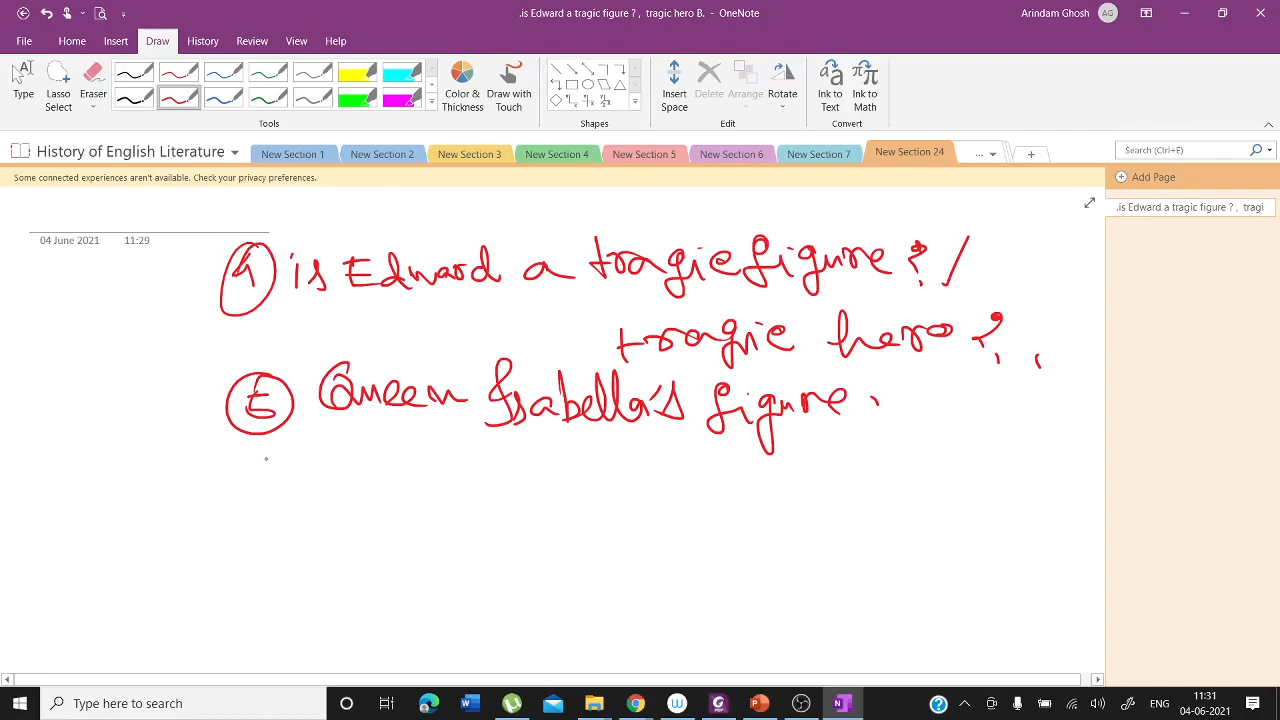 .is Edward a tragic figure ? , tragic hero B. - OneNote
Arindam Ghosh AG
File Home Insert Draw History Review View Help
Type Lasso Select Eraser Color & Thickness Draw with Touch Insert Space Delete Arrange Rotate Ink to Text Ink to Math
Tools Shapes Edit Convert
History of English Literature New Section 1 New Section 2 New Section 3 New Section 4 New Section 5 New Section 6 New Section 7 New Section 24 ... Search (Ctrl+E)
Some connected experiences aren't available. Check your privacy preferences.
Add Page
.is Edward a tragic figure ? , tragi
04 June 2021 11:29
is Edward a tragic figure? /
tragic hero?
E Queen Isabella's figure.
Type here to search
ENG
11:31
04-06-2021